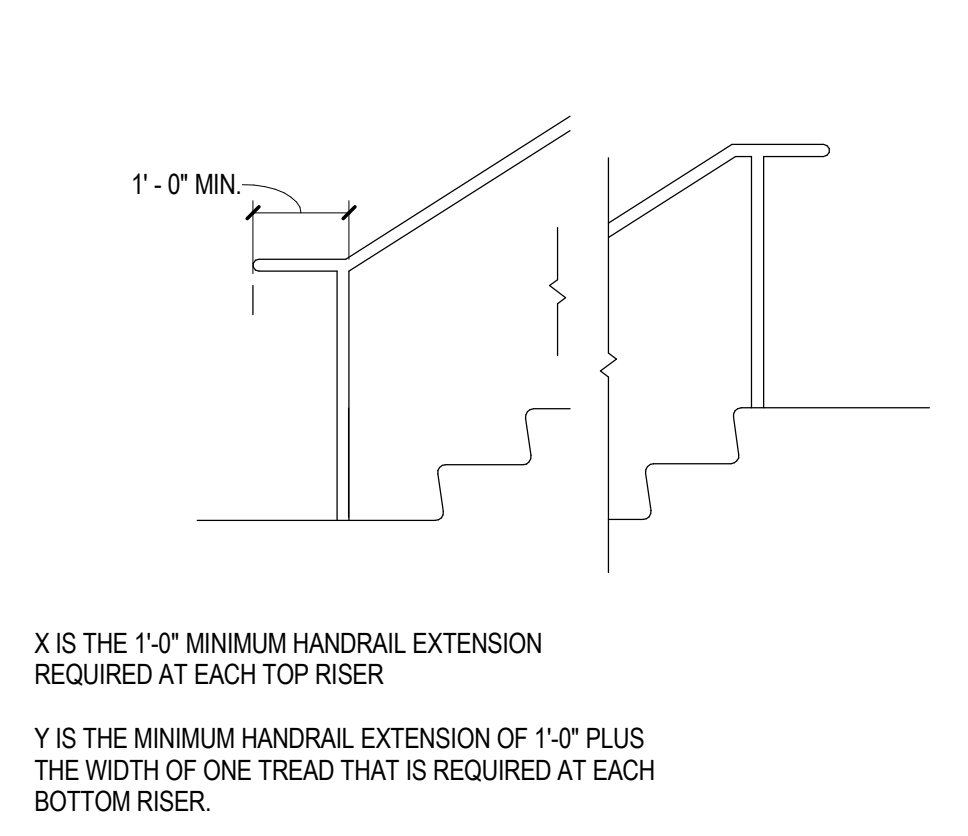 1' - 0" MIN.
X IS THE 1'-0" MINIMUM HANDRAIL EXTENSION
REQUIRED AT EACH TOP RISER
Y IS THE MINIMUM HANDRAIL EXTENSION OF 1'-0" PLUS
THE WIDTH OF ONE TREAD THAT IS REQUIRED AT EACH
BOTTOM RISER.